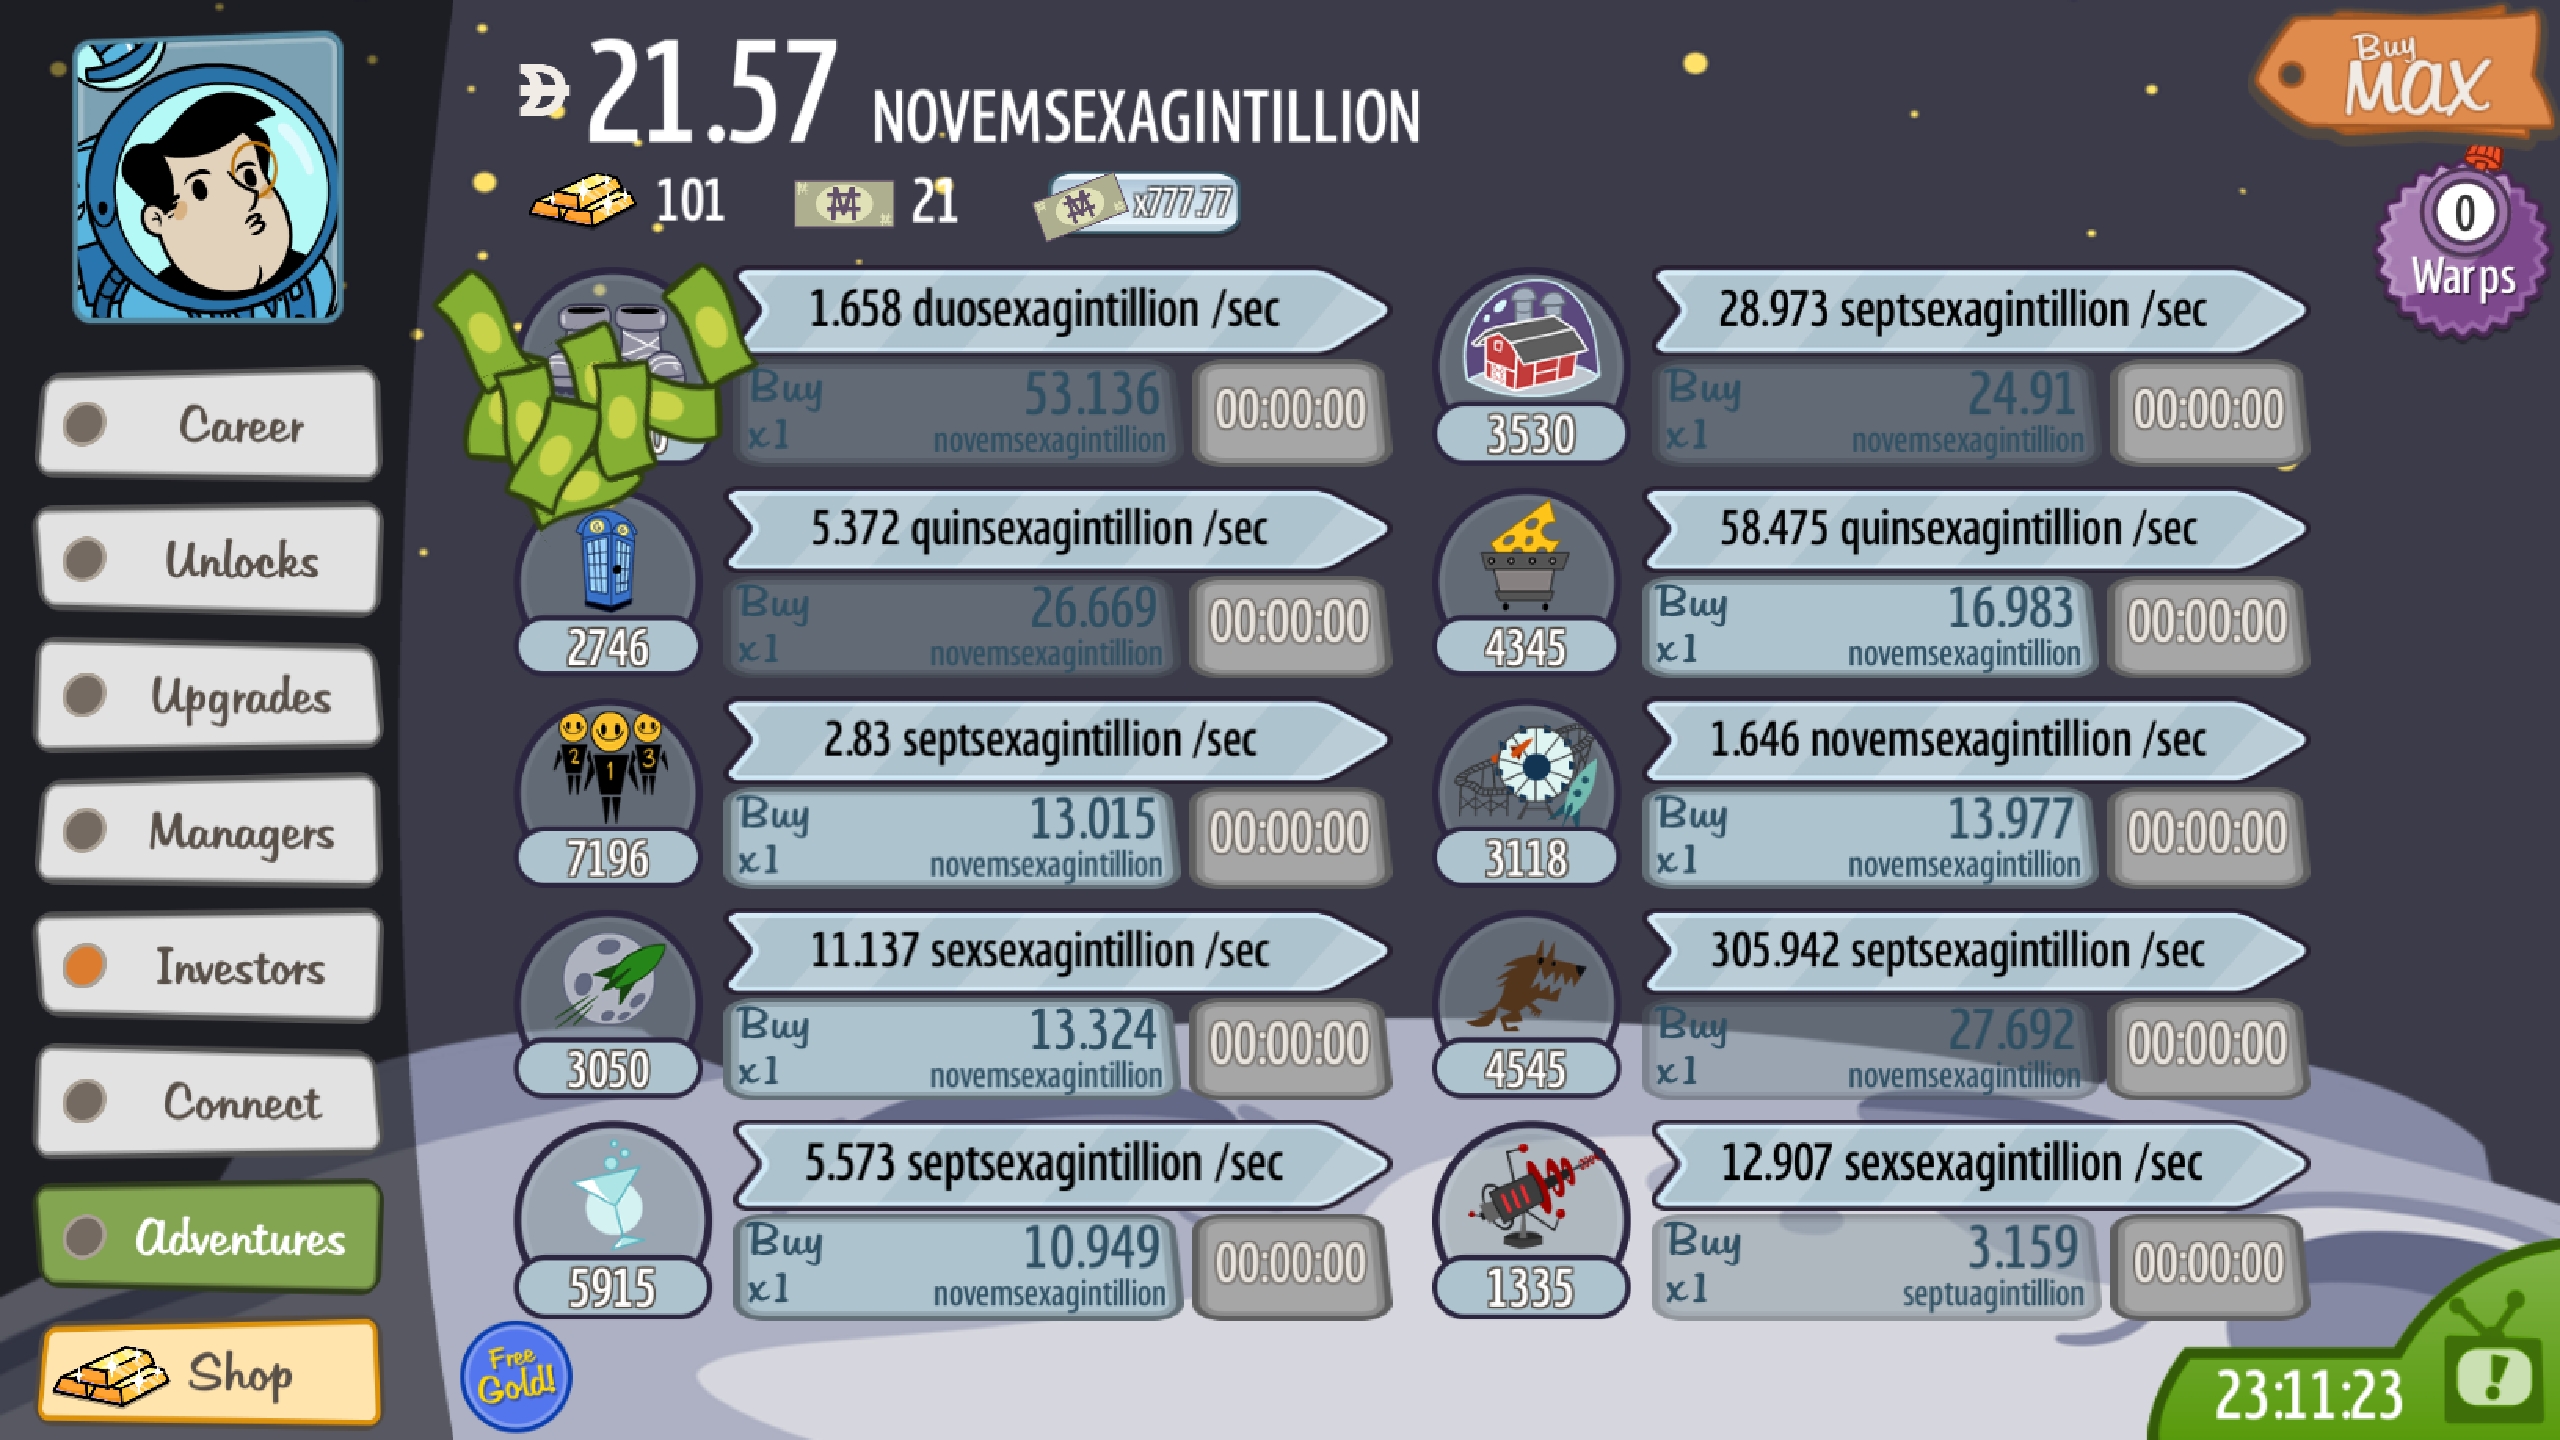 21.57 NOVEMSEXAGINTILLION
Buy
MAX
101 21 x777.77
0
Warps
Career
Unlocks
Upgrades
Managers
Investors
Connect
Adventures
Shop
1.658 duosexagintillion /sec
Buy 53.136
x1 novemsexagintillion
00:00:00
28.973 septsexagintillion /sec
3530
Buy 24.91
x1 novemsexagintillion
00:00:00
5.372 quinsexagintillion /sec
2746
Buy 26.669
x1 novemsexagintillion
00:00:00
58.475 quinsexagintillion /sec
4345
Buy 16.983
x1 novemsexagintillion
00:00:00
2 1 3
2.83 septsexagintillion /sec
7196
Buy 13.015
x1 novemsexagintillion
00:00:00
1.646 novemsexagintillion /sec
3118
Buy 13.977
x1 novemsexagintillion
00:00:00
11.137 sexsexagintillion /sec
3050
Buy 13.324
x1 novemsexagintillion
00:00:00
305.942 septsexagintillion /sec
4545
Buy 27.692
x1 novemsexagintillion
00:00:00
5.573 septsexagintillion /sec
5915
Buy 10.949
x1 novemsexagintillion
00:00:00
12.907 sexsexagintillion /sec
1335
Buy 3.159
x1 septuagintillion
00:00:00
Free
Gold!
23:11:23 !